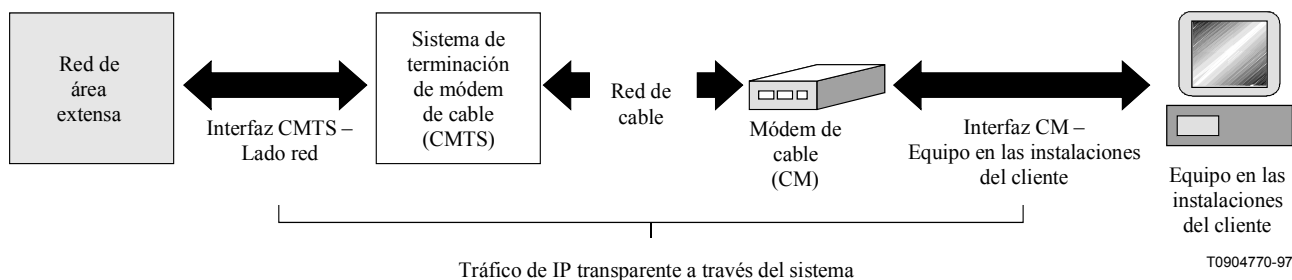 Red de
área
extensa
Interfaz CMTS –
Lado red
Sistema de
terminación
de módem
de cable
(CMTS)
Red de
cable
Módem de
cable
(CM)
Interfaz CM –
Equipo en las instalaciones
del cliente
Equipo en las
instalaciones
del cliente
Tráfico de IP transparente a través del sistema
T0904770-97